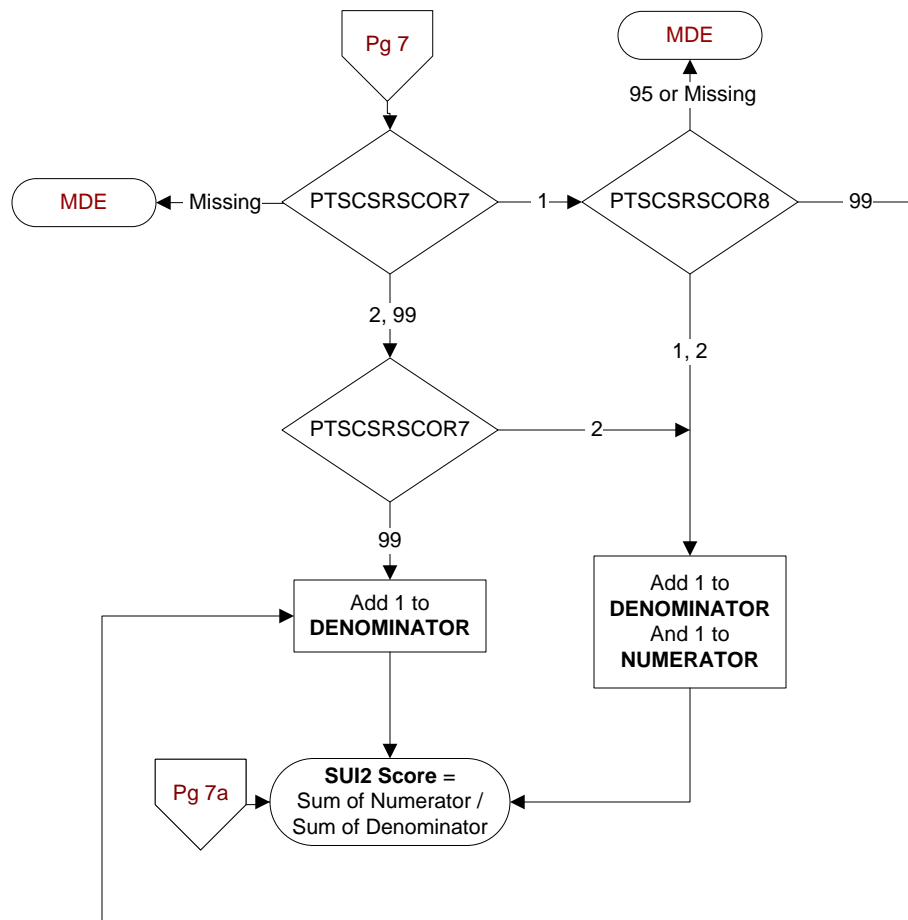 Pg 7
MDE
95 or Missing
MDE
Missing
PTSCSRSCOR7
1
PTSCSRSCOR8
99
2, 99
1, 2
PTSCSRSCOR7
2
99
Add 1 to
DENOMINATOR
Add 1 to
DENOMINATOR
And 1 to
NUMERATOR
Pg 7a
SUI2 Score =
Sum of Numerator /
Sum of Denominator